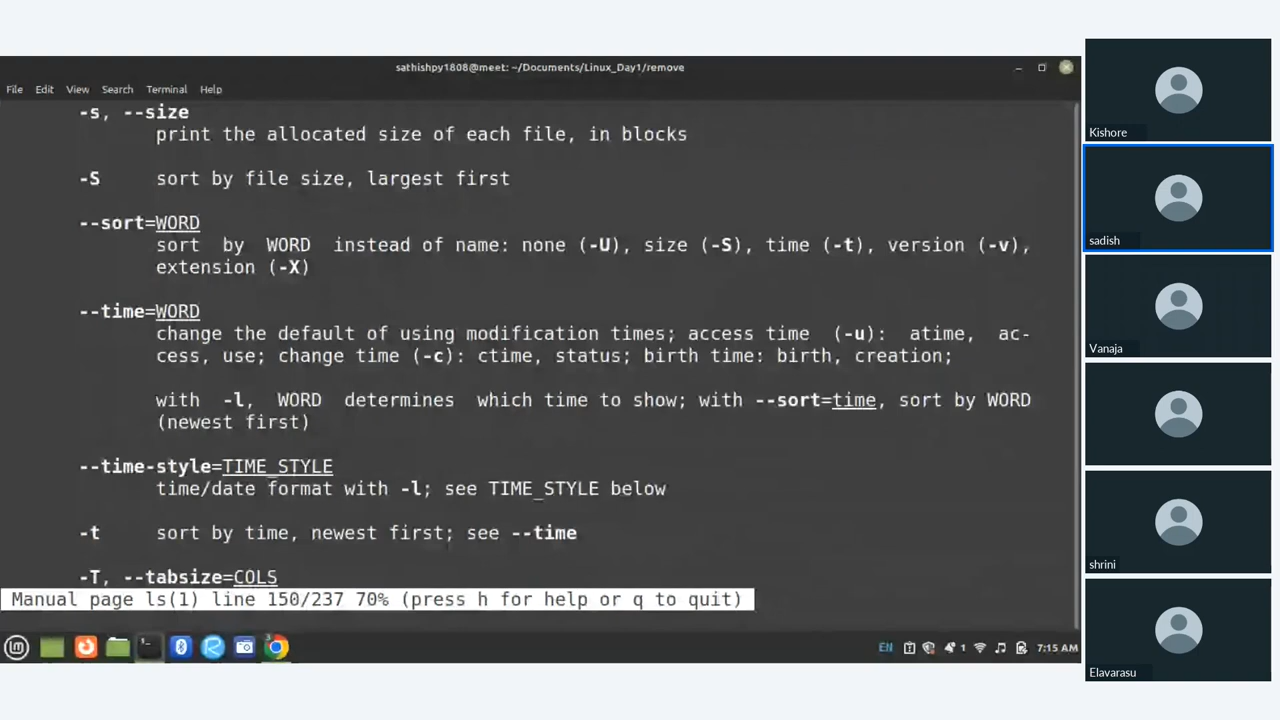 sathishpy1808@meet: ~/Documents/Linux_Day1/remove
File Edit View Search Terminal Help
-s, --size
print the allocated size of each file, in blocks
-S sort by file size, largest first
--sort=WORD
sort by WORD instead of name: none (-U), size (-S), time (-t), version (-v),
extension (-X)
--time=WORD
change the default of using modification times; access time (-u): atime, ac-
cess, use; change time (-c): ctime, status; birth time: birth, creation;
with -l, WORD determines which time to show; with --sort=time, sort by WORD
(newest first)
--time-style=TIME_STYLE
time/date format with -l; see TIME_STYLE below
-t sort by time, newest first; see --time
-T, --tabsize=COLS
Manual page ls(1) line 150/237 70% (press h for help or q to quit)
3
EN 1 7:15 AM
Kishore
sadish
Vanaja
shrini
Elavarasu